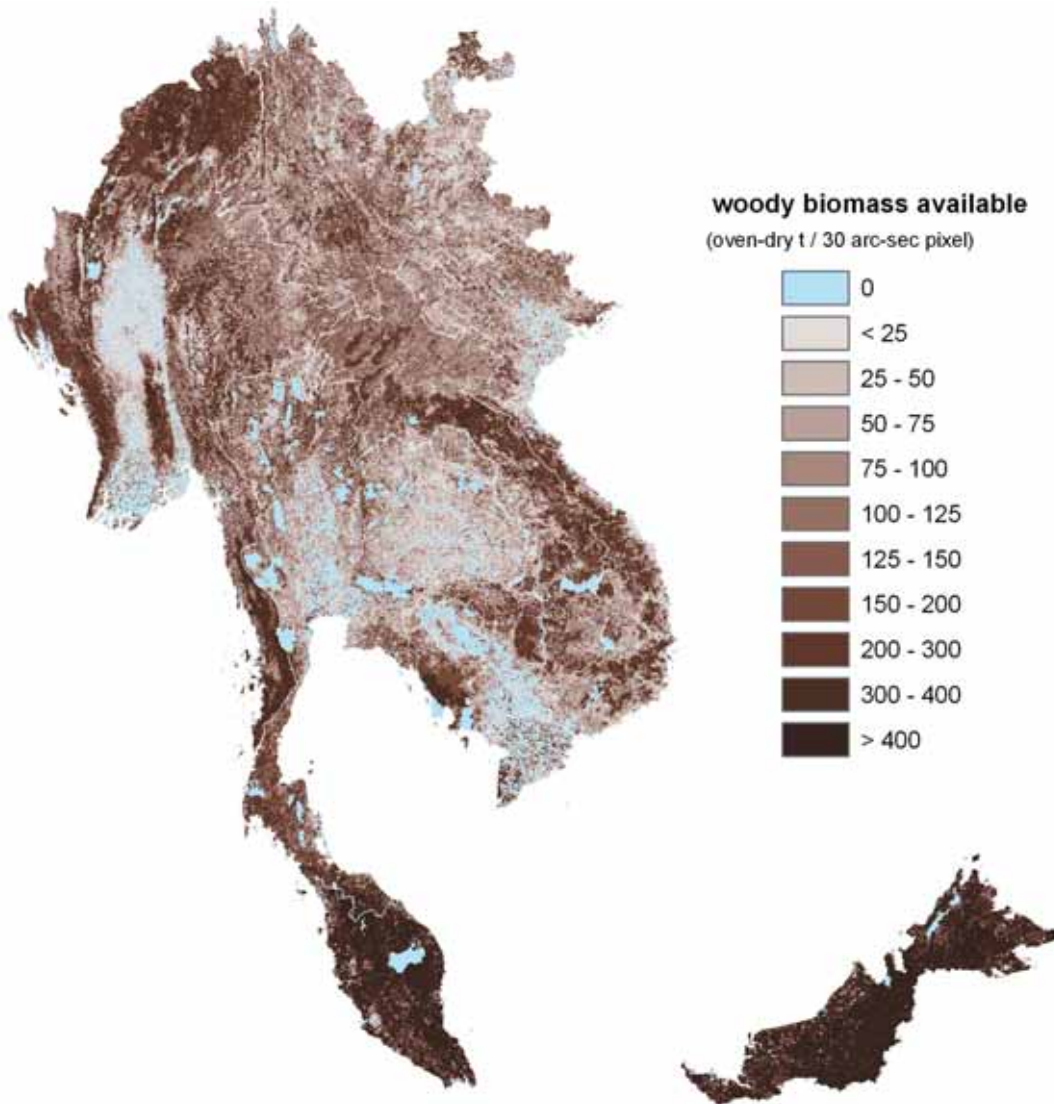 woody biomass available
(oven-dry t / 30 arc-sec pixel)
0
< 25
25 - 50
50 - 75
75 - 100
100 - 125
125 - 150
150 - 200
200 - 300
300 - 400
> 400